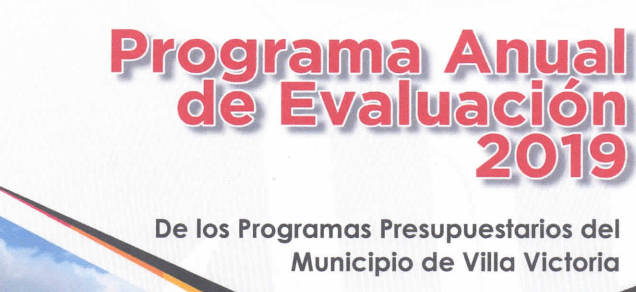 Programa Anual
de Evaluación
2019
De los Programas Presupuestarios del
Municipio de Villa Victoria